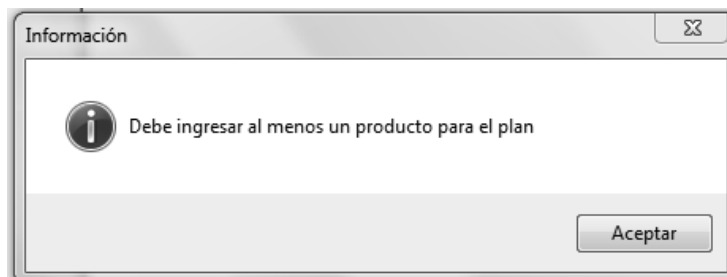 Información
Debe ingresar al menos un producto para el plan
Aceptar